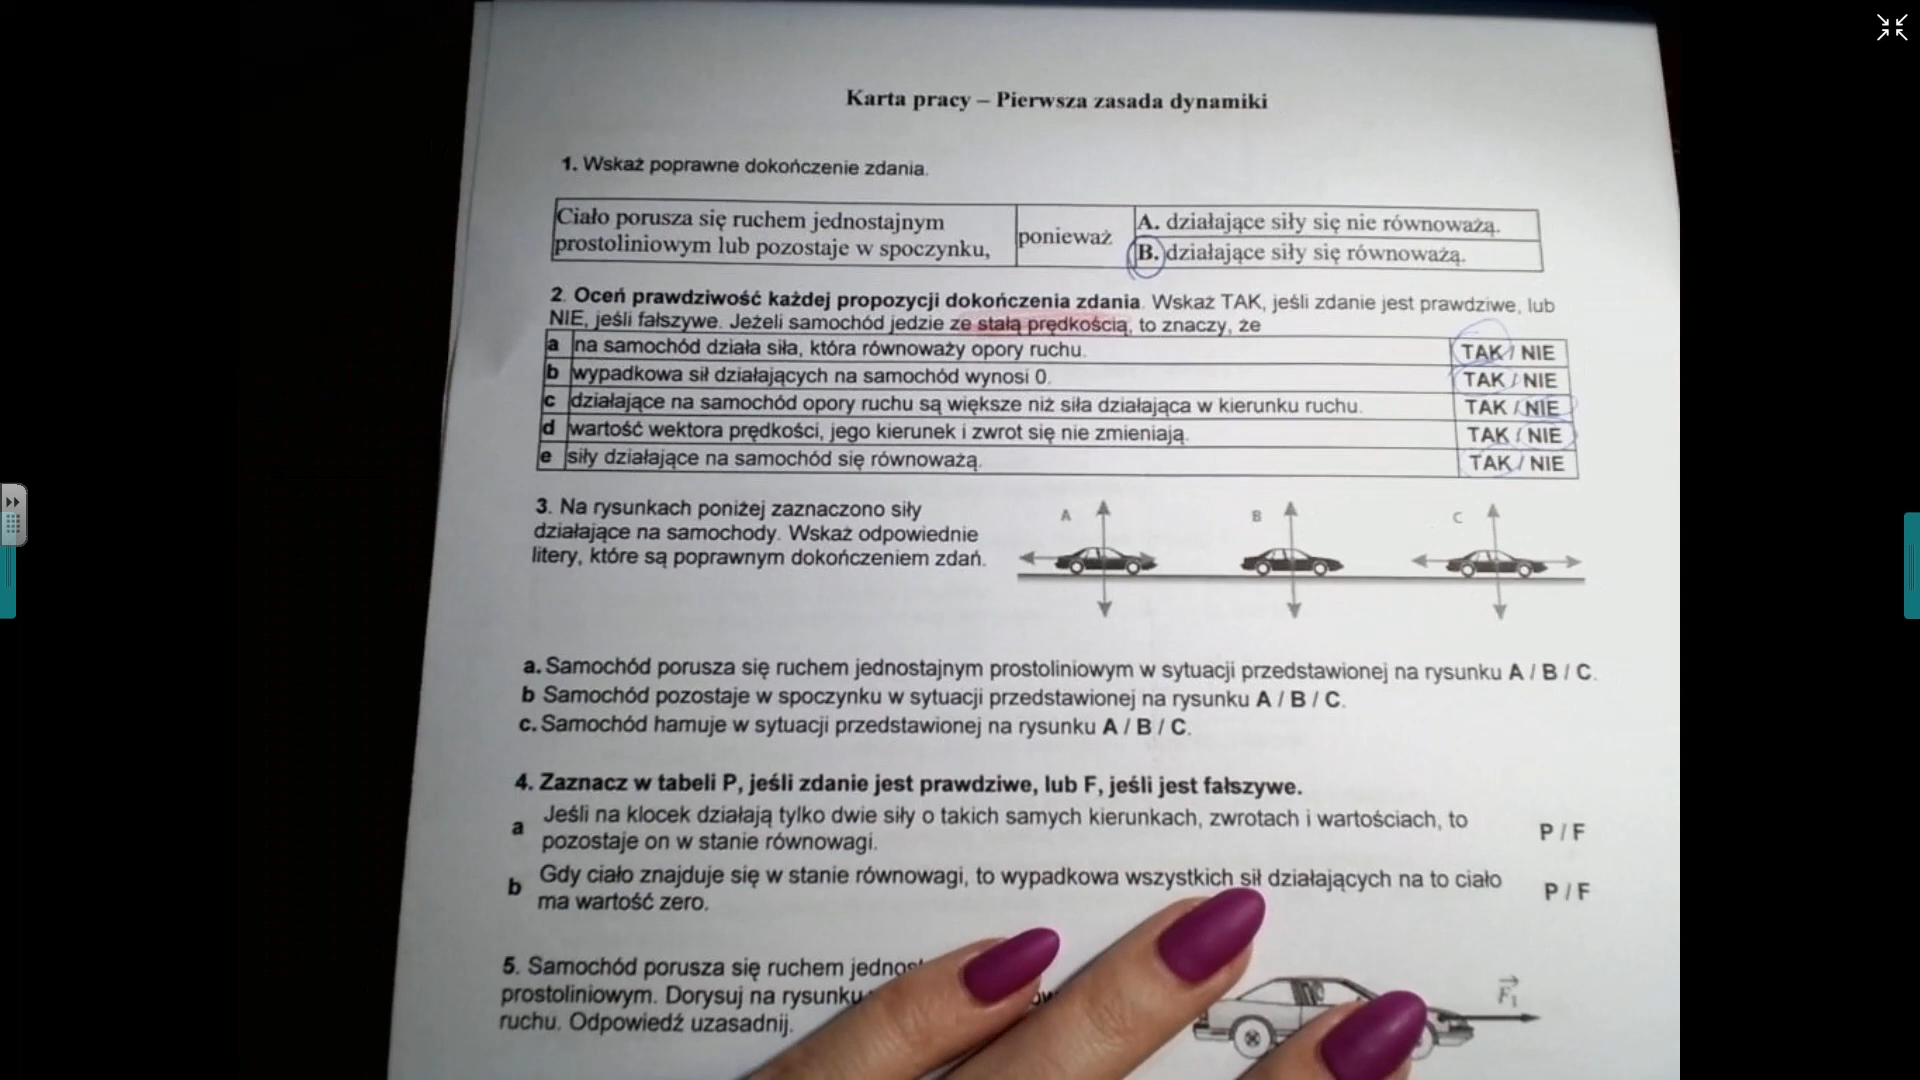 Karta pracy – Pierwsza zasada dynamiki
1. Wskaż poprawne dokończenie zdania.
Ciało porusza się ruchem jednostajnym
prostoliniowym lub pozostaje w spoczynku,
ponieważ
A. działające siły się nie równoważą.
B. działające siły się równoważą.
2. Oceń prawdziwość każdej propozycji dokończenia zdania. Wskaż TAK, jeśli zdanie jest prawdziwe, lub
NIE, jeśli fałszywe. Jeżeli samochód jedzie ze stałą prędkością, to znaczy, że
a na samochód działa siła, która równoważy opory ruchu. TAK / NIE
b wypadkowa sił działających na samochód wynosi 0. TAK / NIE
c działające na samochód opory ruchu są większe niż siła działająca w kierunku ruchu. TAK / NIE
d wartość wektora prędkości, jego kierunek i zwrot się nie zmieniają. TAK / NIE
e siły działające na samochód się równoważą. TAK / NIE
3. Na rysunkach poniżej zaznaczono siły
działające na samochody. Wskaż odpowiednie
litery, które są poprawnym dokończeniem zdań.
A B C
a. Samochód porusza się ruchem jednostajnym prostoliniowym w sytuacji przedstawionej na rysunku A / B / C.
b Samochód pozostaje w spoczynku w sytuacji przedstawionej na rysunku A / B / C.
c. Samochód hamuje w sytuacji przedstawionej na rysunku A / B / C.
4. Zaznacz w tabeli P, jeśli zdanie jest prawdziwe, lub F, jeśli jest fałszywe.
a Jeśli na klocek działają tylko dwie siły o takich samych kierunkach, zwrotach i wartościach, to
pozostaje on w stanie równowagi.
P / F
b Gdy ciało znajduje się w stanie równowagi, to wypadkowa wszystkich sił działających na to ciało
ma wartość zero.
P / F
5. Samochód porusza się ruchem
prostoliniowym. Dorysuj na rysunku
ruchu. Odpowiedź uzasadnij.
F₁